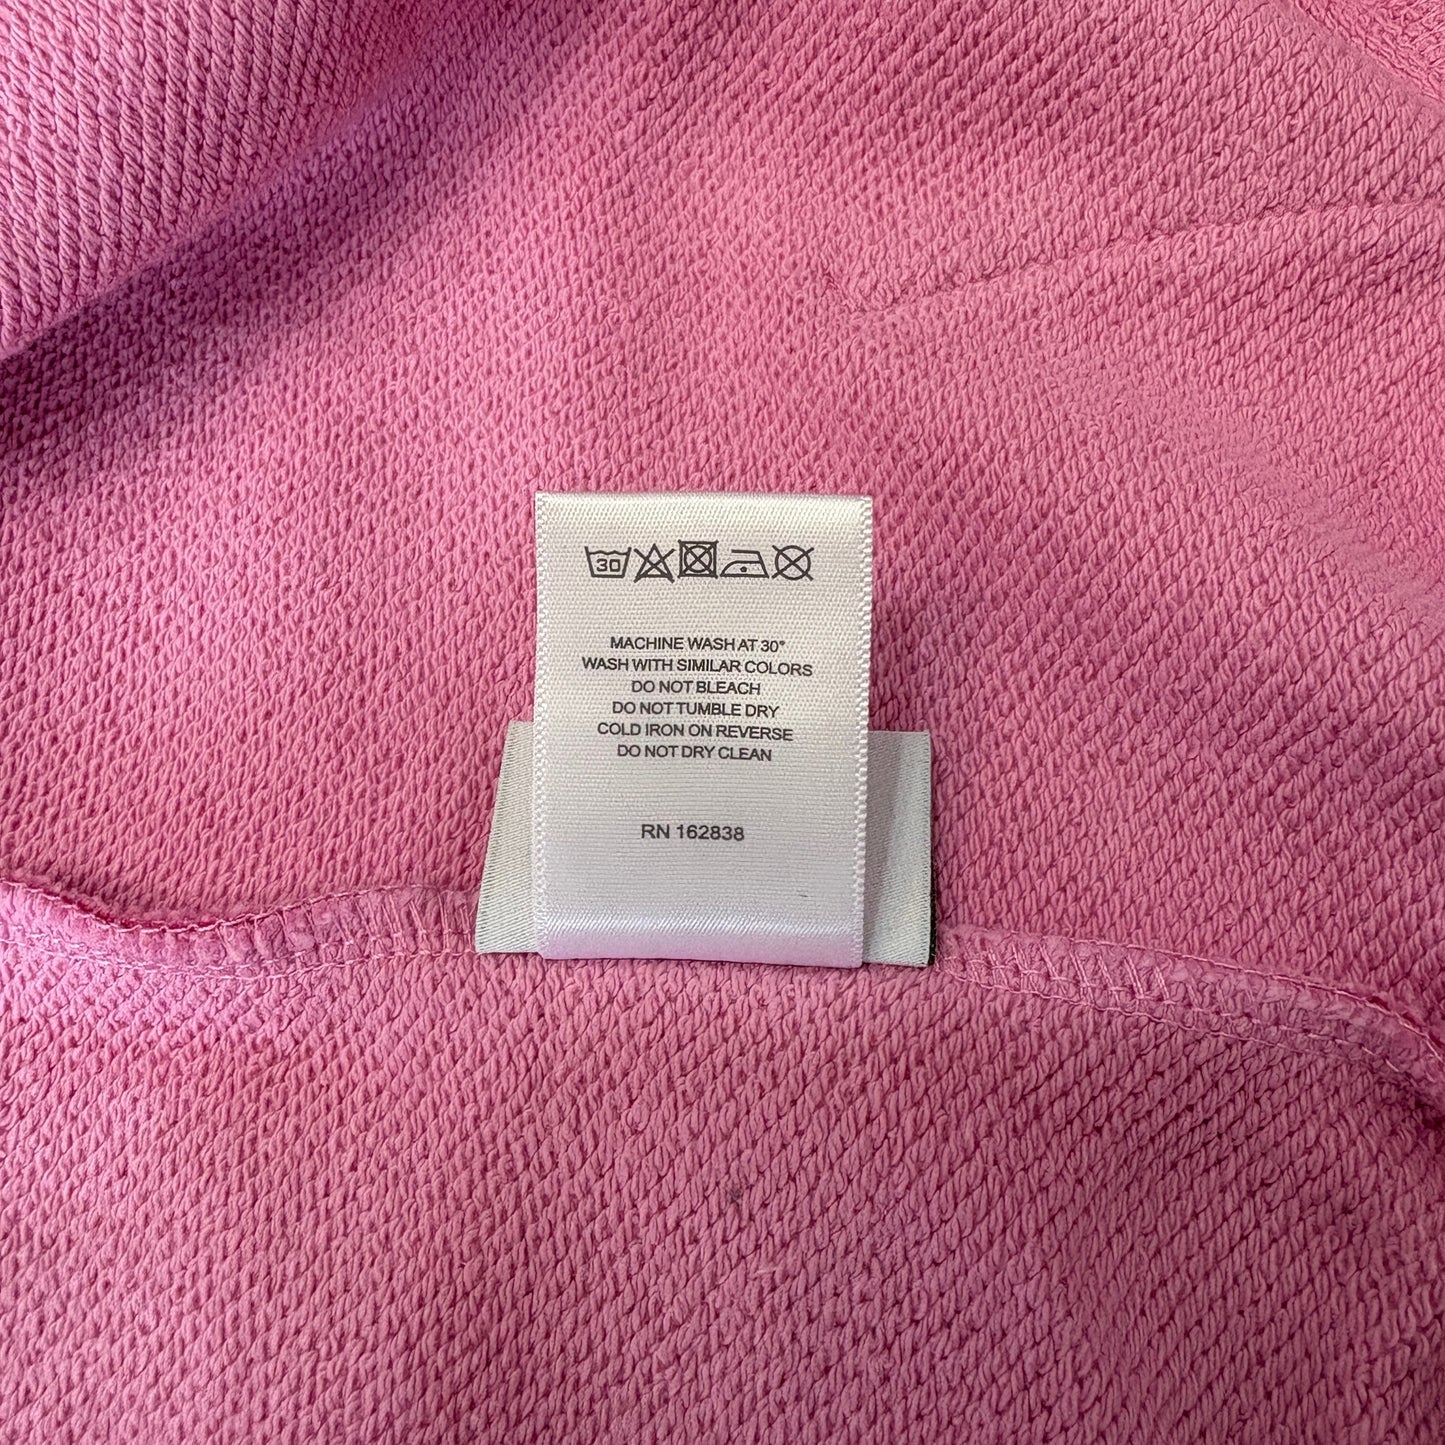 30
MACHINE WASH AT 30°
WASH WITH SIMILAR COLORS
DO NOT BLEACH
DO NOT TUMBLE DRY
COLD IRON ON REVERSE
DO NOT DRY CLEAN
RN 162838